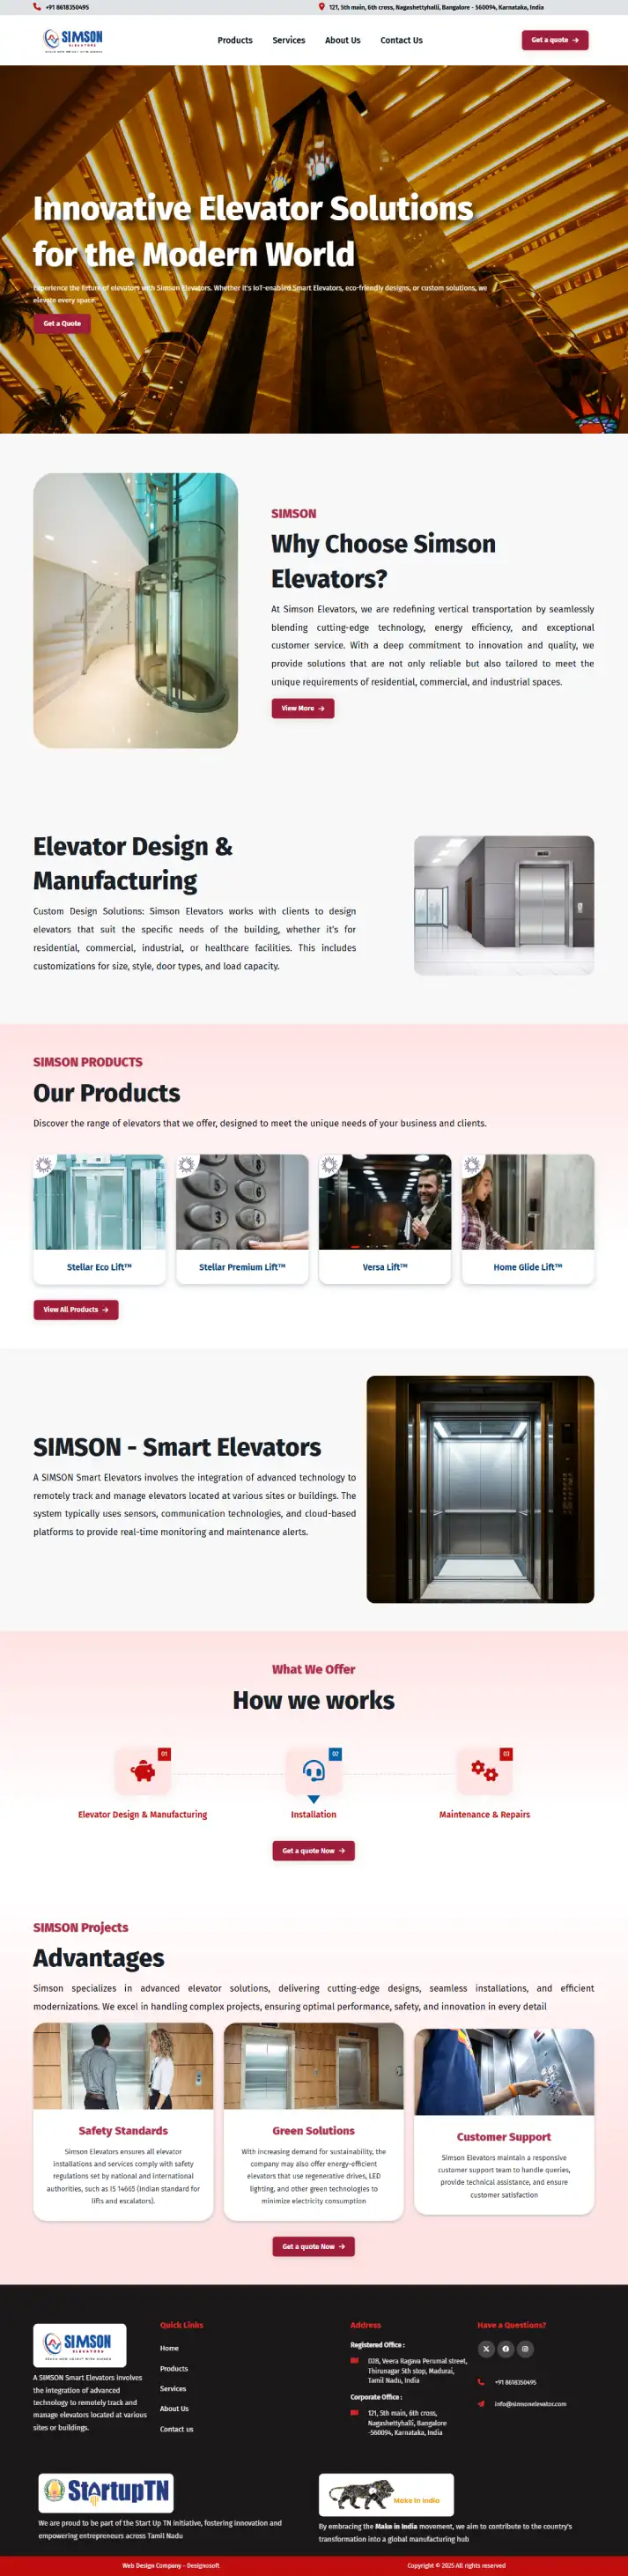 +91 8618350495
121, 5th main, 6th cross, Nagashettyhalli, Bangalore - 560094, Karnataka, India
SIMSON
ELEVATORS
Products
Services
About Us
Contact Us
Get a quote
Innovative Elevator Solutions
for the Modern World
Experience the future of elevators with Simson Elevators. Whether it's IoT-enabled Smart Elevators, eco-friendly designs, or custom solutions, we
elevate every space.
Get a Quote
SIMSON
Why Choose Simson
Elevators?
At Simson Elevators, we are redefining vertical transportation by seamlessly
blending cutting-edge technology, energy efficiency, and exceptional
customer service. With a deep commitment to innovation and quality, we
provide solutions that are not only reliable but also tailored to meet the
unique requirements of residential, commercial, and industrial spaces.
View More
Elevator Design &
Manufacturing
Custom Design Solutions: Simson Elevators works with clients to design
elevators that suit the specific needs of the building, whether it's for
residential, commercial, industrial, or healthcare facilities. This includes
customizations for size, style, door types, and load capacity.
SIMSON PRODUCTS
Our Products
Discover the range of elevators that we offer, designed to meet the unique needs of your business and clients.
Stellar Eco Lift™
Stellar Premium Lift™
Versa Lift™
Home Glide Lift™
View All Products
SIMSON - Smart Elevators
A SIMSON Smart Elevators involves the integration of advanced technology to
remotely track and manage elevators located at various sites or buildings. The
system typically uses sensors, communication technologies, and cloud-based
platforms to provide real-time monitoring and maintenance alerts.
What We Offer
How we works
01
02
03
Elevator Design & Manufacturing
Installation
Maintenance & Repairs
Get a quote Now
SIMSON Projects
Advantages
Simson specializes in advanced elevator solutions, delivering cutting-edge designs, seamless installations, and efficient
modernizations. We excel in handling complex projects, ensuring optimal performance, safety, and innovation in every detail
Safety Standards
Simson Elevators ensures all elevator
installations and services comply with safety
regulations set by national and international
authorities, such as IS 14665 (Indian standard for
lifts and escalators).
Green Solutions
With increasing demand for sustainability, the
company may also offer energy-efficient
elevators that use regenerative drives, LED
lighting, and other green technologies to
minimize electricity consumption
Customer Support
Simson Elevators maintain a responsive
customer support team to handle queries,
provide technical assistance, and ensure
customer satisfaction
Get a quote Now
SIMSON
A SIMSON Smart Elevators involves
the integration of advanced
technology to remotely track and
manage elevators located at various
sites or buildings.
Quick Links
Home
Products
Services
About Us
Contact us
Address
Registered Office :
D28, Veera Ragava Perumal street,
Thirunagar 5th stop, Madurai,
Tamil Nadu, India
Corporate Office :
121, 5th main, 6th cross,
Nagashettyhalli, Bangalore
-560094, Karnataka, India
Have a Questions?
+91 8618350495
info@simsonelevator.com
StartupTN
We are proud to be part of the Start Up TN initiative, fostering innovation and
empowering entrepreneurs across Tamil Nadu
Make In India
By embracing the Make in India movement, we aim to contribute to the country's
transformation into a global manufacturing hub
Web Design Company - Designosoft
Copyright © 2025 All rights reserved